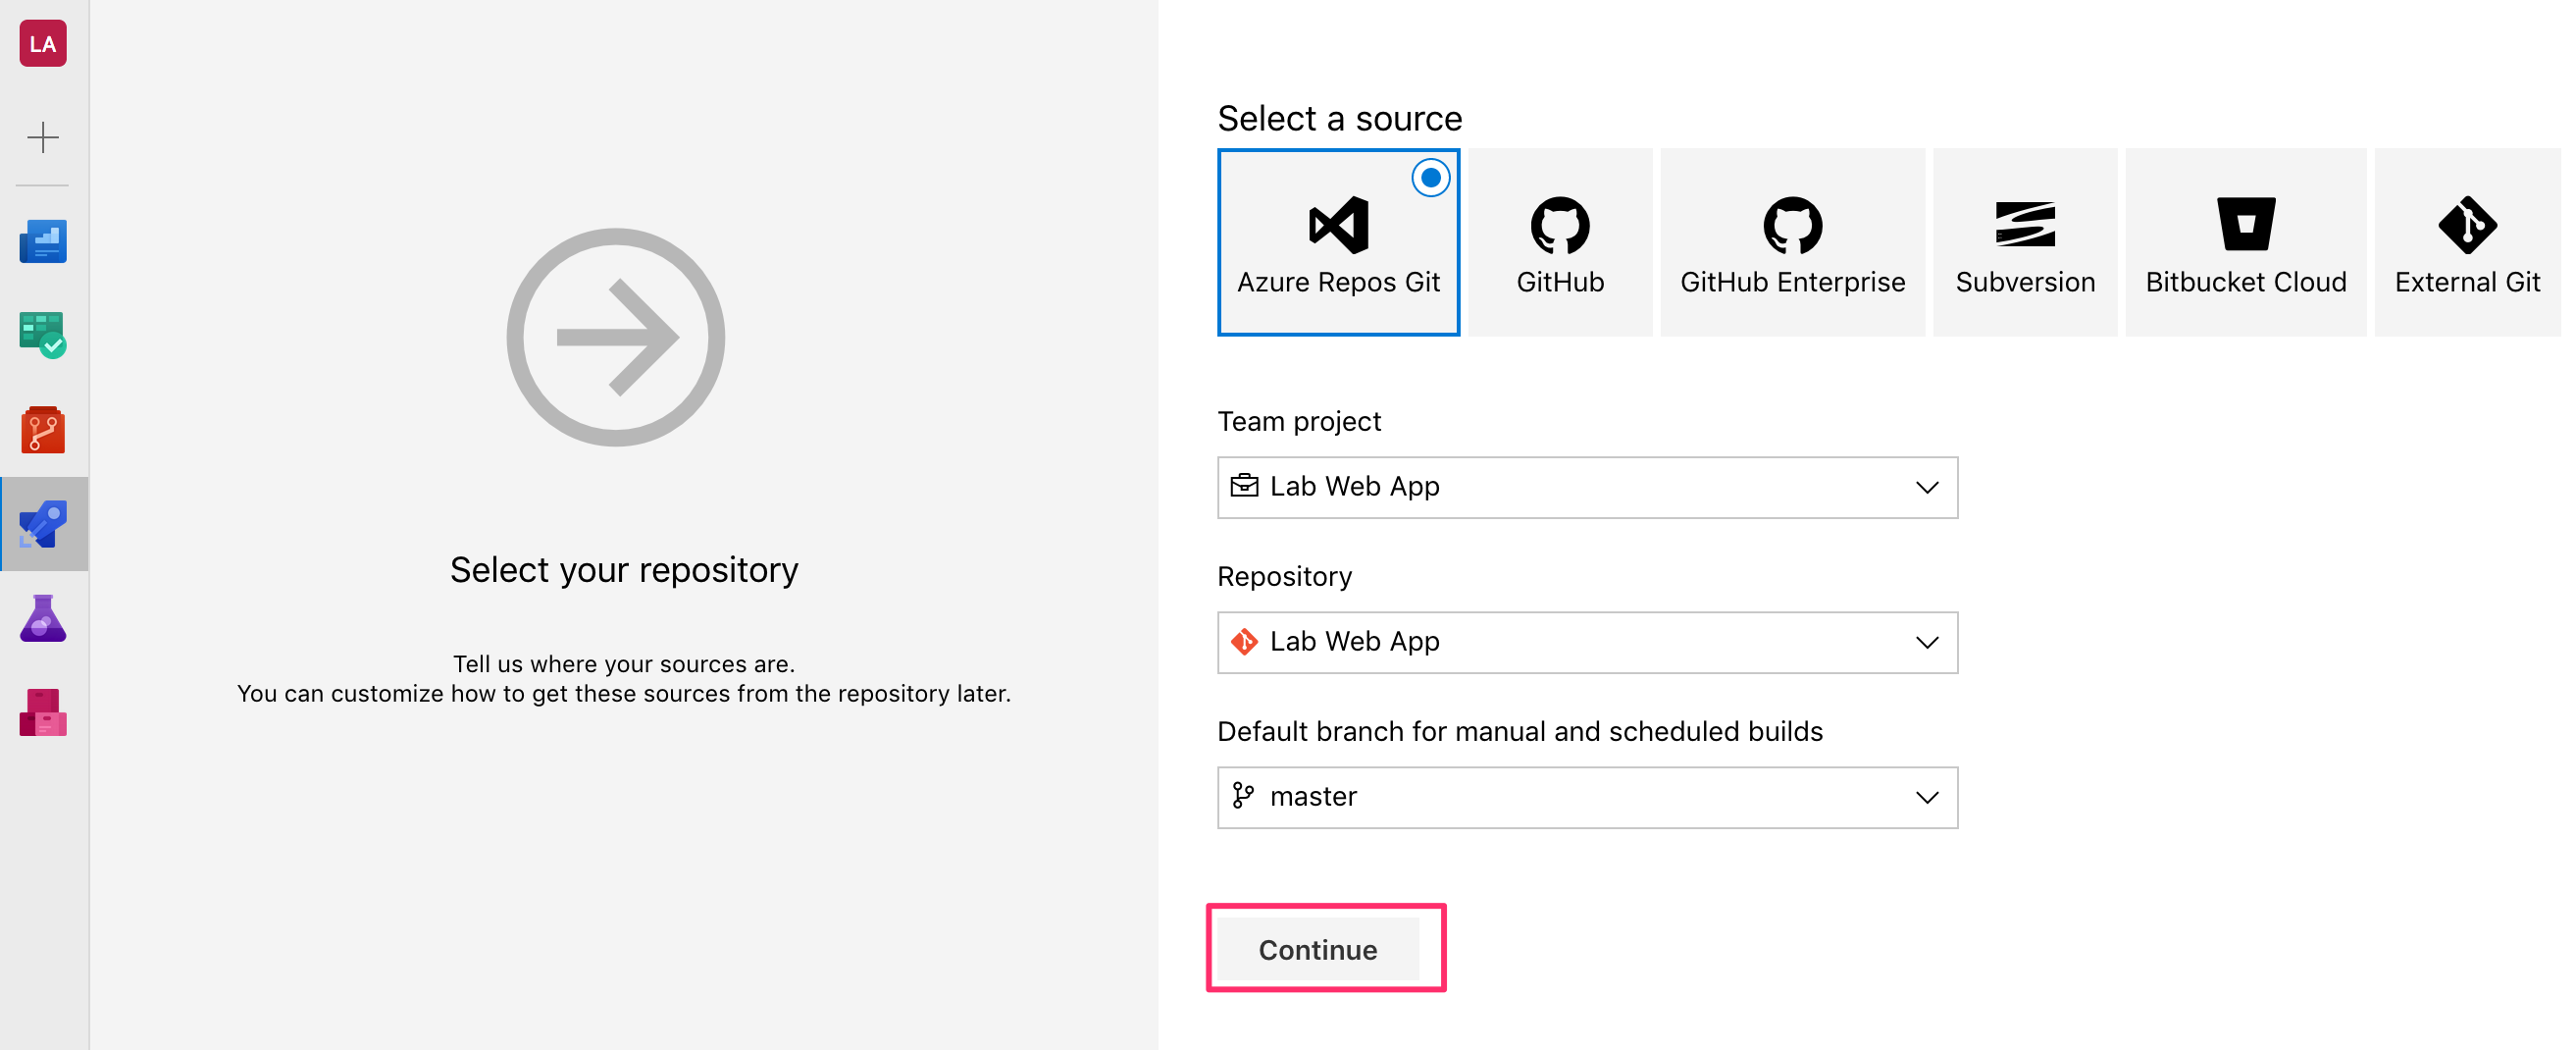 LA
Select your repository
Tell us where your sources are.
You can customize how to get these sources from the repository later.
Select a source
Azure Repos Git
GitHub
GitHub Enterprise
Subversion
Bitbucket Cloud
External Git
Team project
Lab Web App
Repository
Lab Web App
Default branch for manual and scheduled builds
master
Continue